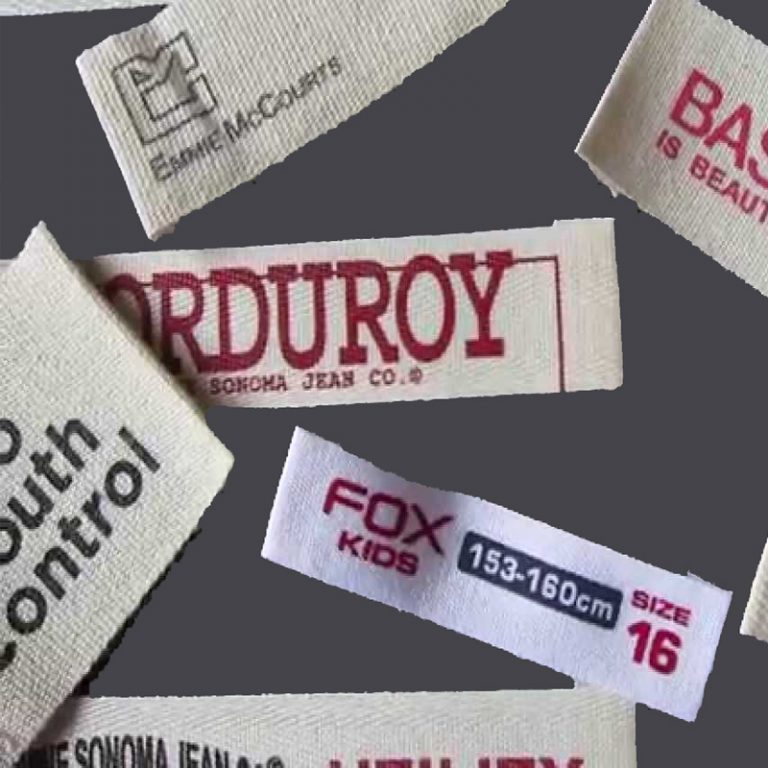 EMMIE MCCOURTS
BAS
IS BEAUT
ORDUROY
SONOMA JEAN CO.®
outh
control
FOX
KIDS
153-160cm
SIZE
16
SONOMA JEAN Co®